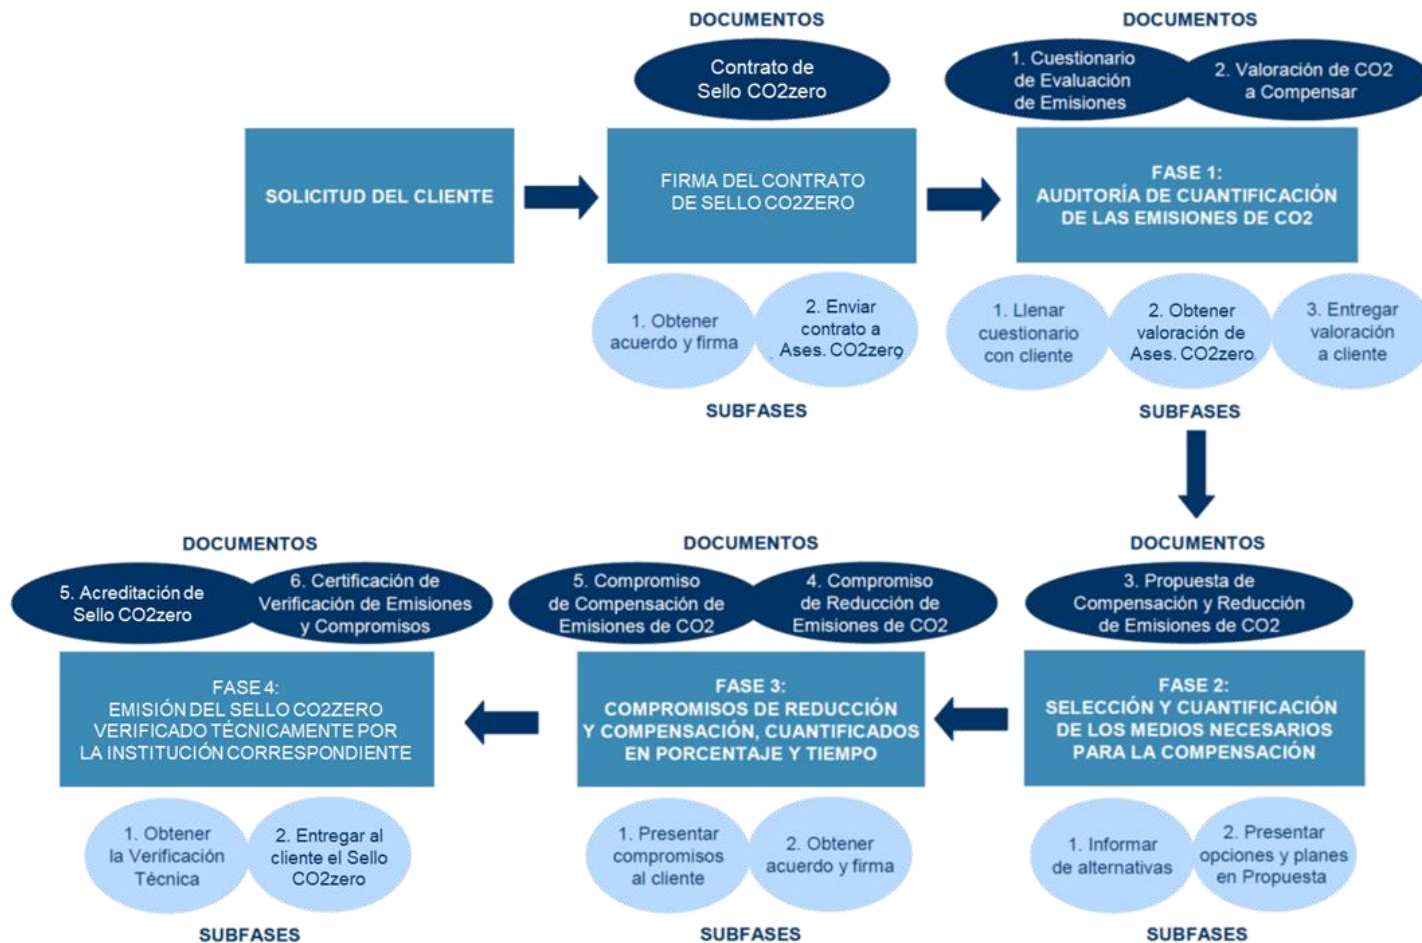 DOCUMENTOS
Contrato de
Sello CO2zero
DOCUMENTOS
1. Cuestionario
de Evaluación
de Emisiones
2. Valoración de CO2
a Compensar
SOLICITUD DEL CLIENTE
FIRMA DEL CONTRATO
DE SELLO CO2ZERO
FASE 1:
AUDITORÍA DE CUANTIFICACIÓN
DE LAS EMISIONES DE CO2
1. Obtener
acuerdo y firma
2. Enviar
contrato a
Ases. CO2zero
SUBFASES
1. Llenar
cuestionario
con cliente
2. Obtener
valoración de
Ases. CO2zero
3. Entregar
valoración
a cliente
SUBFASES
DOCUMENTOS
3. Propuesta de
Compensación y Reducción
de Emisiones de CO2
FASE 2:
SELECCIÓN Y CUANTIFICACIÓN
DE LOS MEDIOS NECESARIOS
PARA LA COMPENSACIÓN
1. Informar
de alternativas
2. Presentar
opciones y planes
en Propuesta
SUBFASES
DOCUMENTOS
5. Compromiso
de Compensación de
Emisiones de CO2
4. Compromiso
de Reducción de
Emisiones de CO2
FASE 3:
COMPROMISOS DE REDUCCIÓN
Y COMPENSACIÓN, CUANTIFICADOS
EN PORCENTAJE Y TIEMPO
1. Presentar
compromisos
al cliente
2. Obtener
acuerdo y firma
SUBFASES
DOCUMENTOS
5. Acreditación de
Sello CO2zero
6. Certificación de
Verificación de Emisiones
y Compromisos
FASE 4:
EMISIÓN DEL SELLO CO2ZERO
VERIFICADO TÉCNICAMENTE POR
LA INSTITUCIÓN CORRESPONDIENTE
1. Obtener
la Verificación
Técnica
2. Entregar al
cliente el Sello
CO2zero
SUBFASES